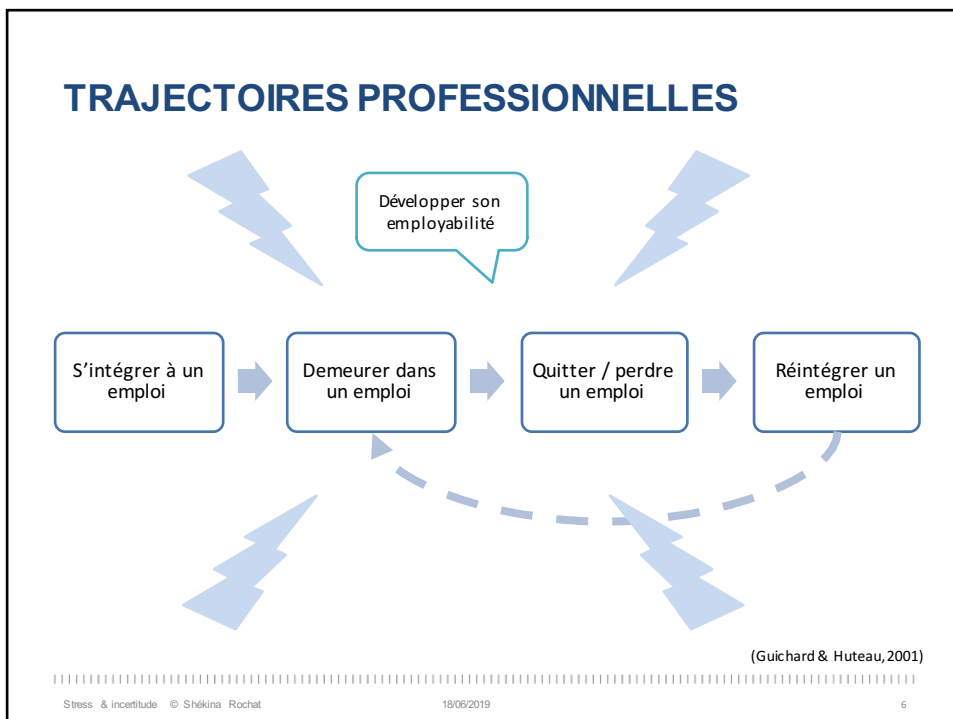 TRAJECTOIRES PROFESSIONNELLES
Développer son
employabilité
S’intégrer à un
emploi
Demeurer dans
un emploi
Quitter / perdre
un emploi
Réintégrer un
emploi
(Guichard & Huteau, 2001)
Stress & incertitude © Shékina Rochat
18/06/2019
6